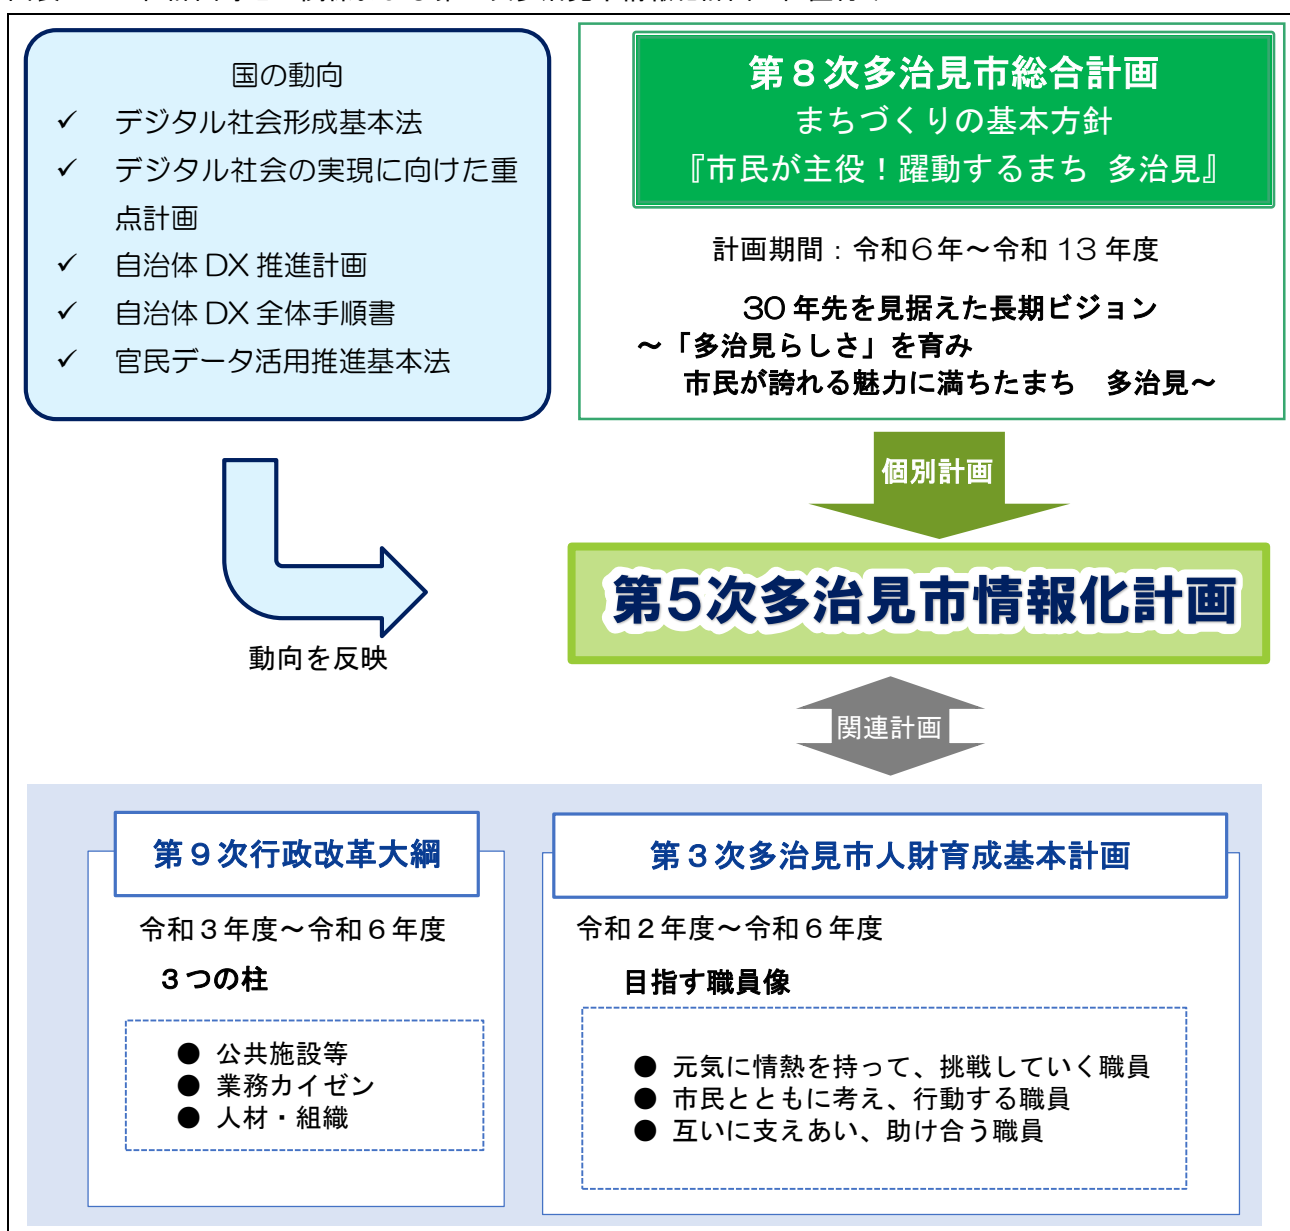 国の動向
✓ デジタル社会形成基本法
✓ デジタル社会の実現に向けた重
点計画
✓ 自治体 DX 推進計画
✓ 自治体 DX 全体手順書
✓ 官民データ活用推進基本法
第８次多治見市総合計画
まちづくりの基本方針
『市民が主役！躍動するまち 多治見』
計画期間：令和６年～令和 13 年度
30 年先を見据えた長期ビジョン
～「多治見らしさ」を育み
市民が誇れる魅力に満ちたまち　多治見～
個別計画
第5次多治見市情報化計画
動向を反映
関連計画
第９次行政改革大綱
令和３年度～令和６年度
３つの柱
● 公共施設等
● 業務カイゼン
● 人材・組織
第３次多治見市人財育成基本計画
令和２年度～令和６年度
目指す職員像
● 元気に情熱を持って、挑戦していく職員
● 市民とともに考え、行動する職員
● 互いに支えあい、助け合う職員